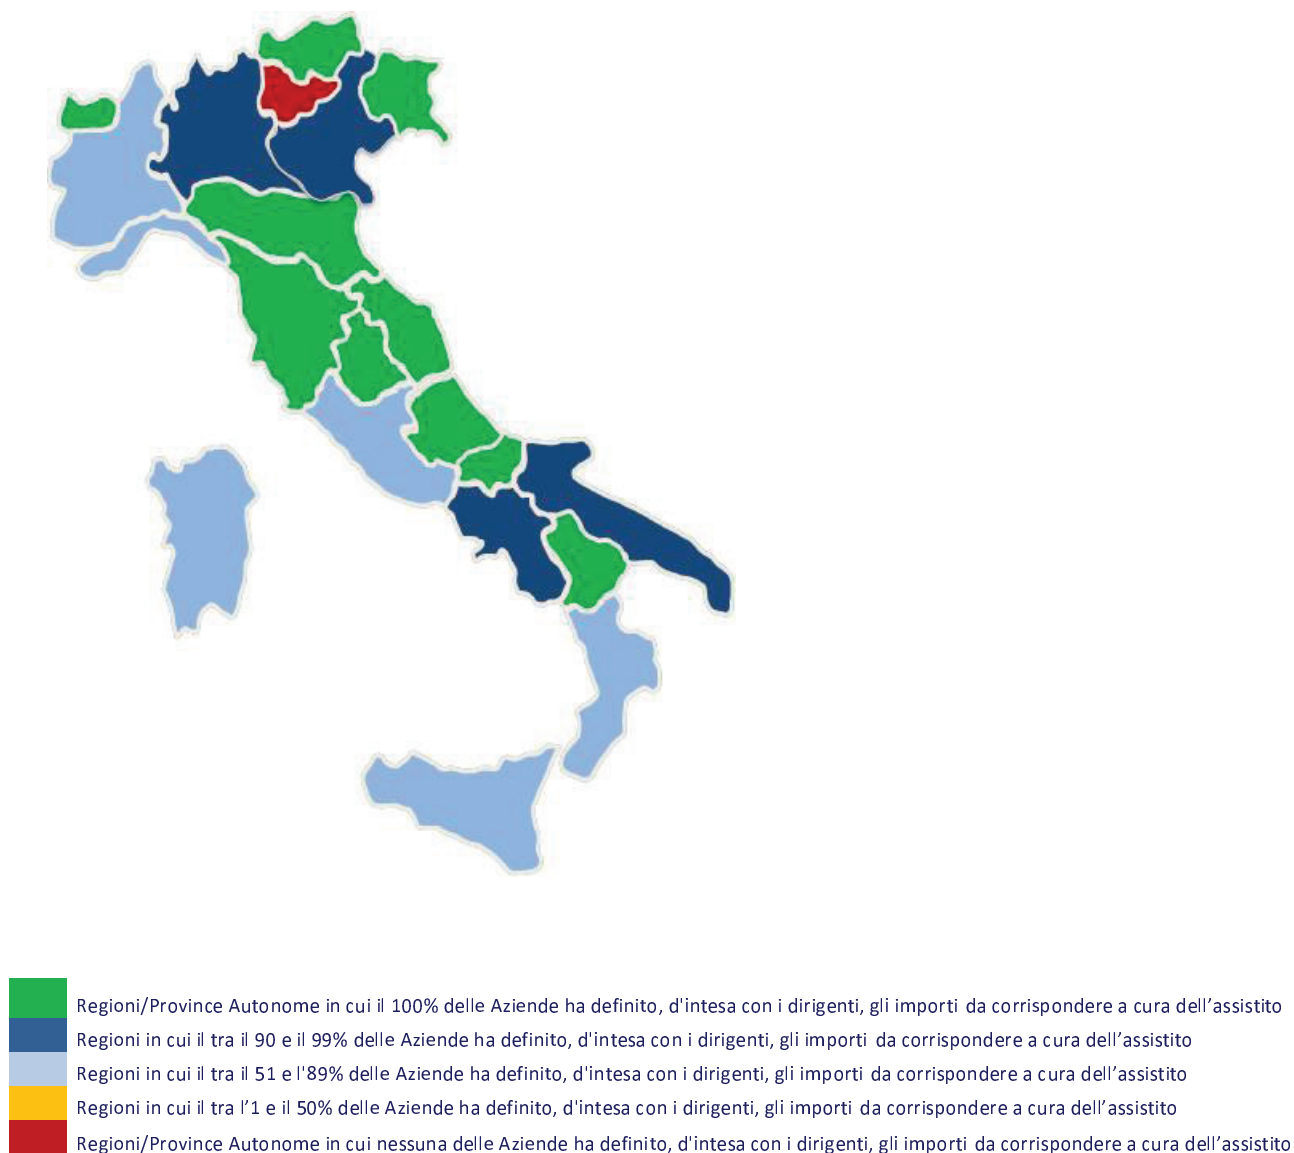 Regioni/Province Autonome in cui il 100% delle Aziende ha definito, d'intesa con i dirigenti, gli importi da corrispondere a cura dell’assistito
Regioni in cui il tra il 90 e il 99% delle Aziende ha definito, d'intesa con i dirigenti, gli importi da corrispondere a cura dell’assistito
Regioni in cui il tra il 51 e l'89% delle Aziende ha definito, d'intesa con i dirigenti, gli importi da corrispondere a cura dell’assistito
Regioni in cui il tra l’1 e il 50% delle Aziende ha definito, d'intesa con i dirigenti, gli importi da corrispondere a cura dell’assistito
Regioni/Province Autonome in cui nessuna delle Aziende ha definito, d'intesa con i dirigenti, gli importi da corrispondere a cura dell’assistito